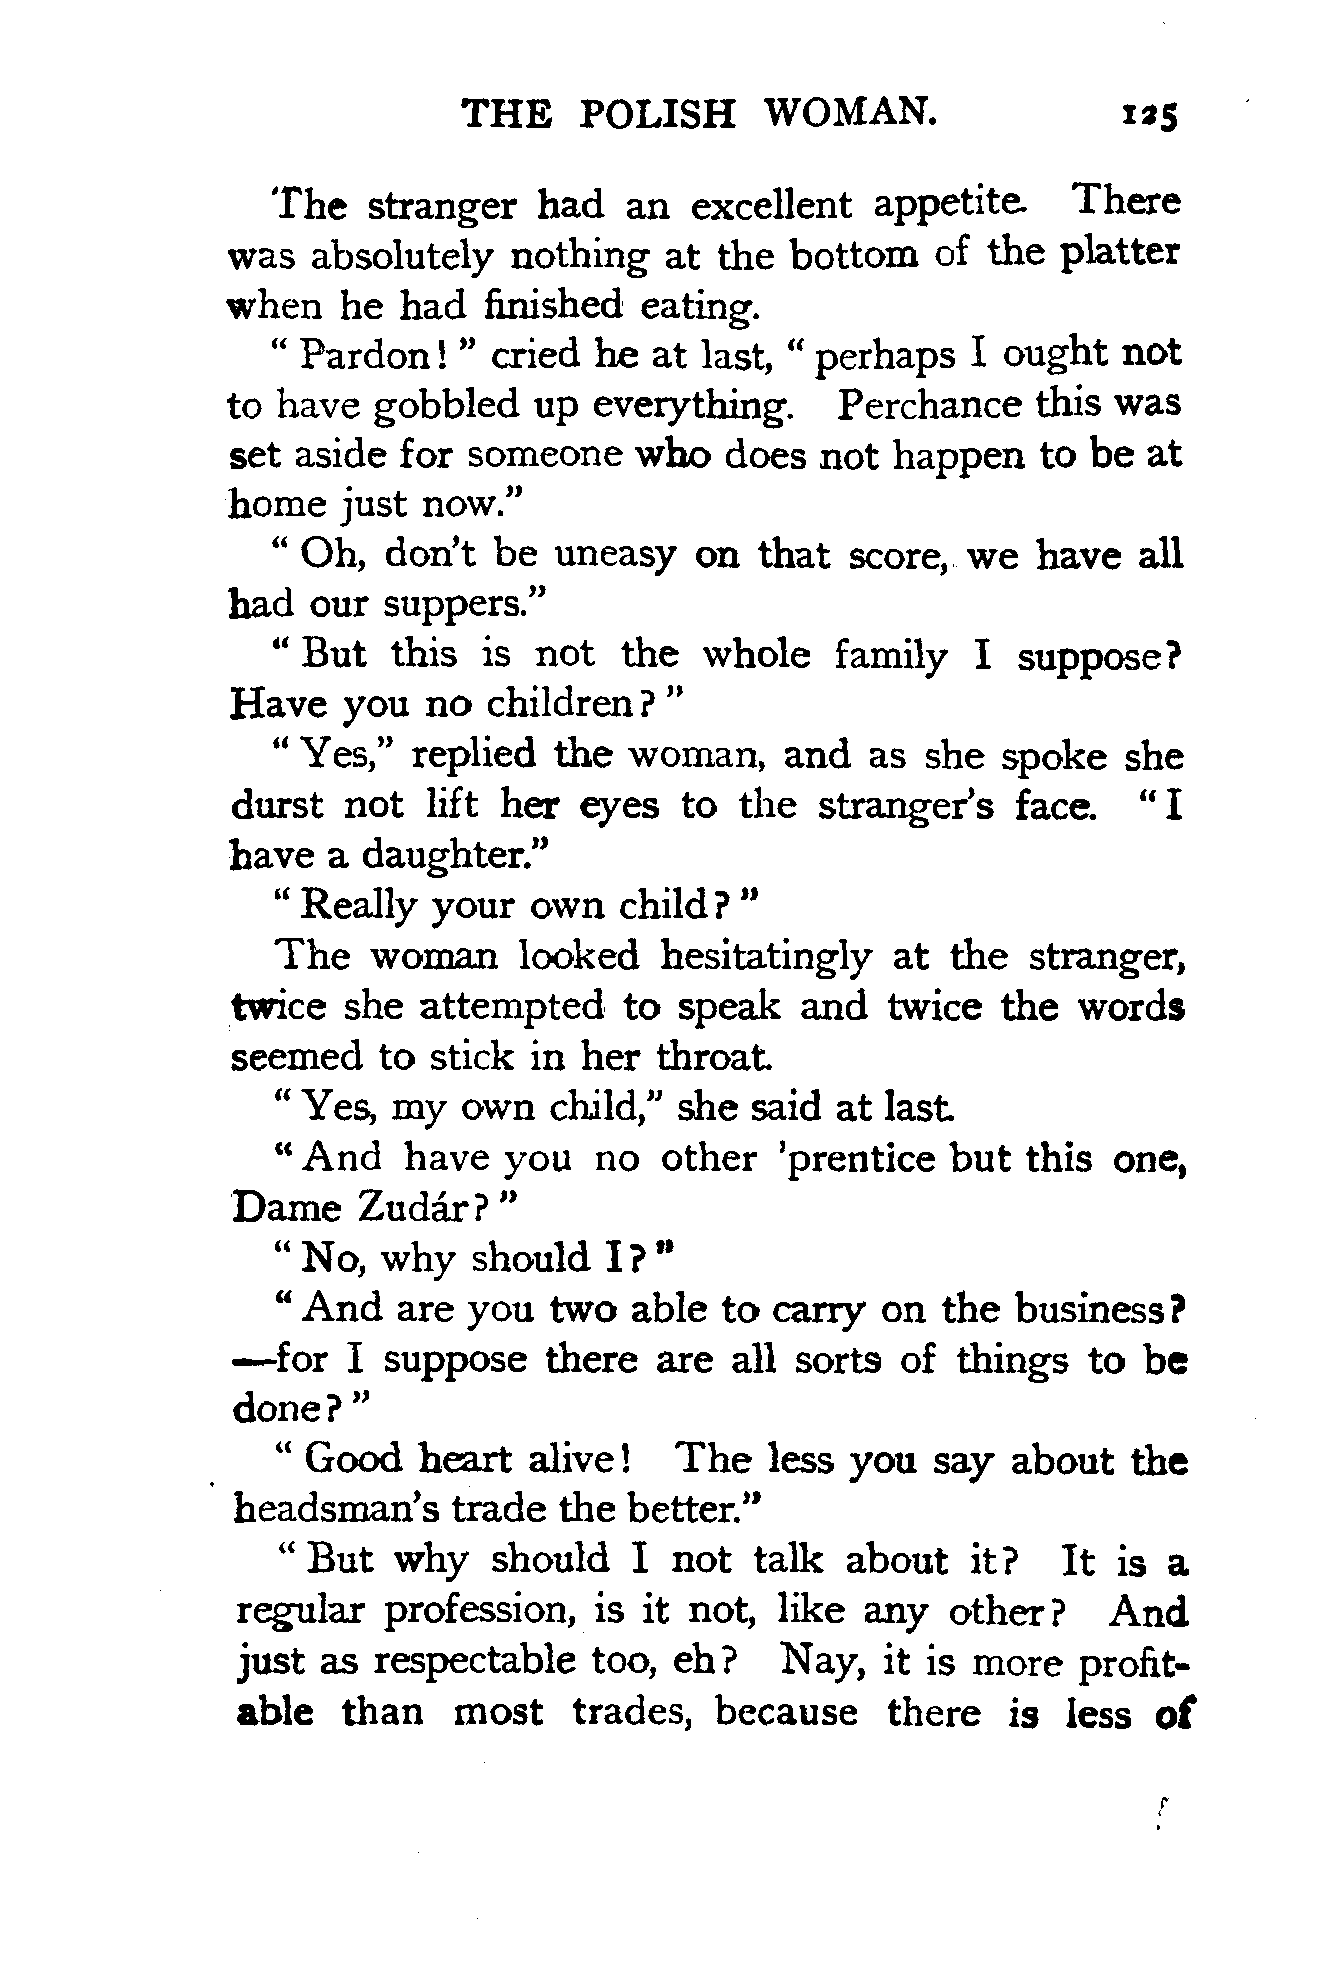 THE POLISH WOMAN. 125
The stranger had an excellent appetite. There
was absolutely nothing at the bottom of the platter
when he had finished eating.
" Pardon! " cried he at last, " perhaps I ought not
to have gobbled up everything. Perchance this was
set aside for someone who does not happen to be at
home just now."
" Oh, don't be uneasy on that score, we have all
had our suppers."
" But this is not the whole family I suppose?
Have you no children? "
" Yes," replied the woman, and as she spoke she
durst not lift her eyes to the stranger's face. " I
have a daughter."
" Really your own child? "
The woman looked hesitatingly at the stranger,
twice she attempted to speak and twice the words
seemed to stick in her throat.
" Yes, my own child," she said at last.
" And have you no other 'prentice but this one,
Dame Zudár? "
" No, why should I? "
" And are you two able to carry on the business?
—for I suppose there are all sorts of things to be
done? "
" Good heart alive! The less you say about the
headsman's trade the better."
" But why should I not talk about it? It is a
regular profession, is it not, like any other? And
just as respectable too, eh? Nay, it is more profit-
able than most trades, because there is less of